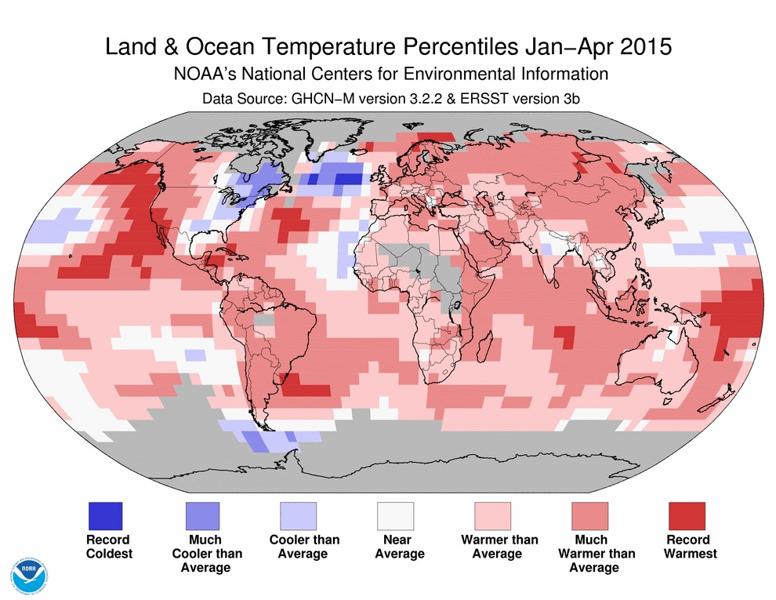 Land & Ocean Temperature Percentiles Jan−Apr 2015
NOAA's National Centers for Environmental Information
Data Source: GHCN−M version 3.2.2 & ERSST version 3b
Record
Coldest
Much
Cooler than
Average
Cooler than
Average
Near
Average
Warmer than
Average
Much
Warmer than
Average
Record
Warmest
NOAA